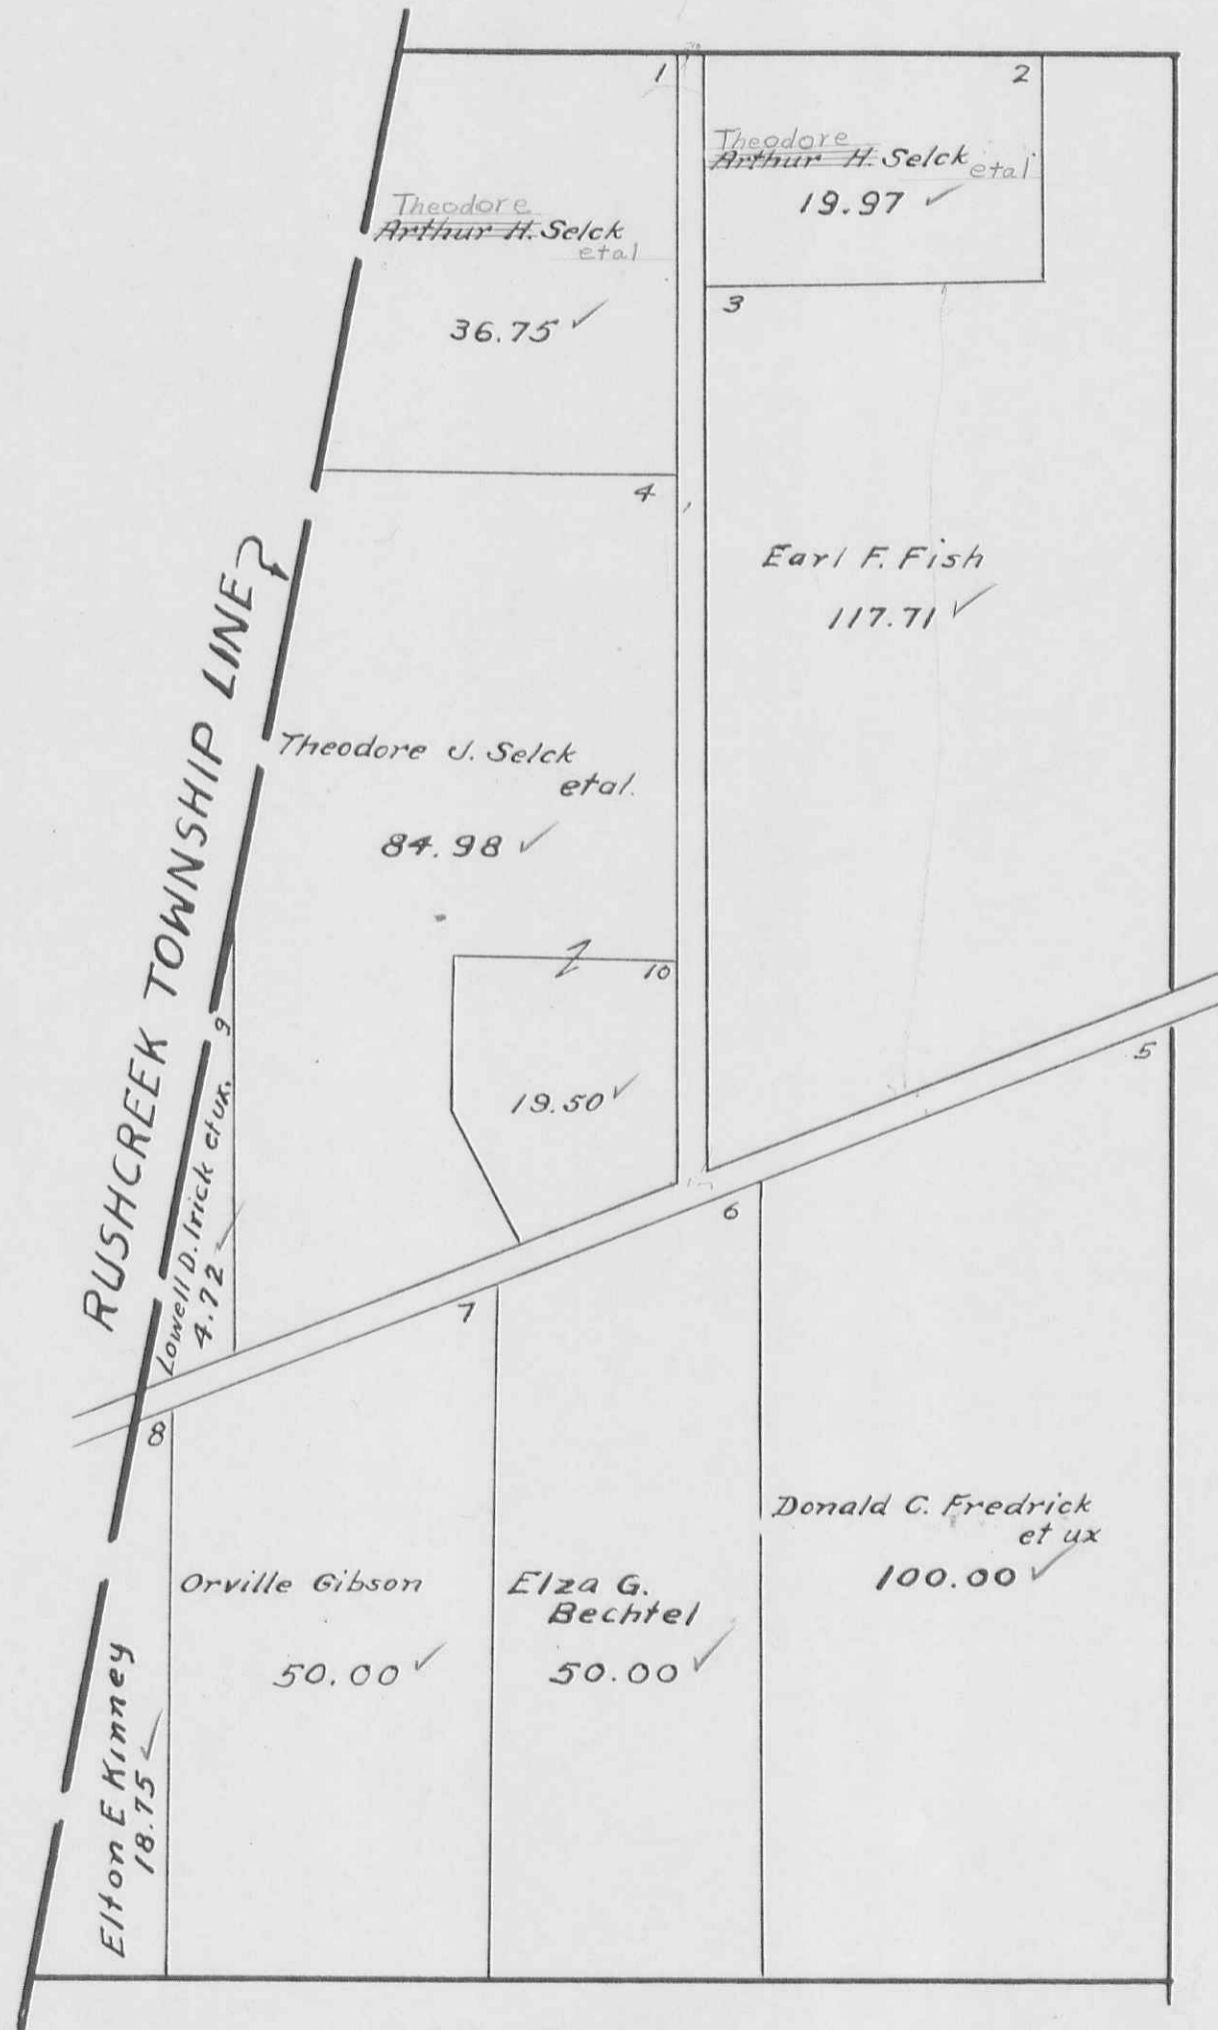 1
2
Theodore
Arthur H. Selck etal
19.97 ✓
Theodore
Arthur H. Selck
etal
36.75 ✓
3
4
Earl F. Fish
117.71 ✓
RUSHCREEK TOWNSHIP LINE
Theodore J. Selck
etal.
84.98 ✓
10
19.50 ✓
9
Lowell D. Irick et ux.
4.72 ✓
5
6
7
8
Donald C. Fredrick
et ux
100.00 ✓
Orville Gibson
50.00 ✓
Elza G.
Bechtel
50.00 ✓
Elton E Kinney
18.75 ✓